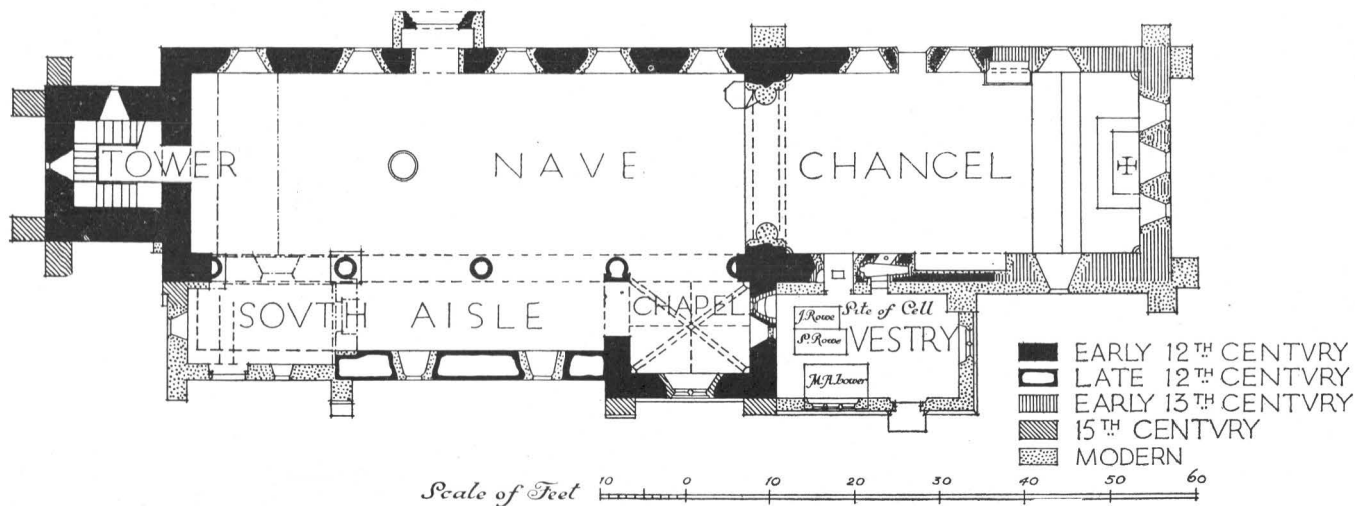 TOWER
NAVE
CHANCEL
SOVTH AISLE
CHAPEL
J. Rowe
Site of Cell
S. Rowe
VESTRY
M.A. Lower
EARLY 12TH CENTVRY
LATE 12TH CENTVRY
EARLY 13TH CENTVRY
15TH CENTVRY
MODERN
Scale of Feet
10 0 10 20 30 40 50 60